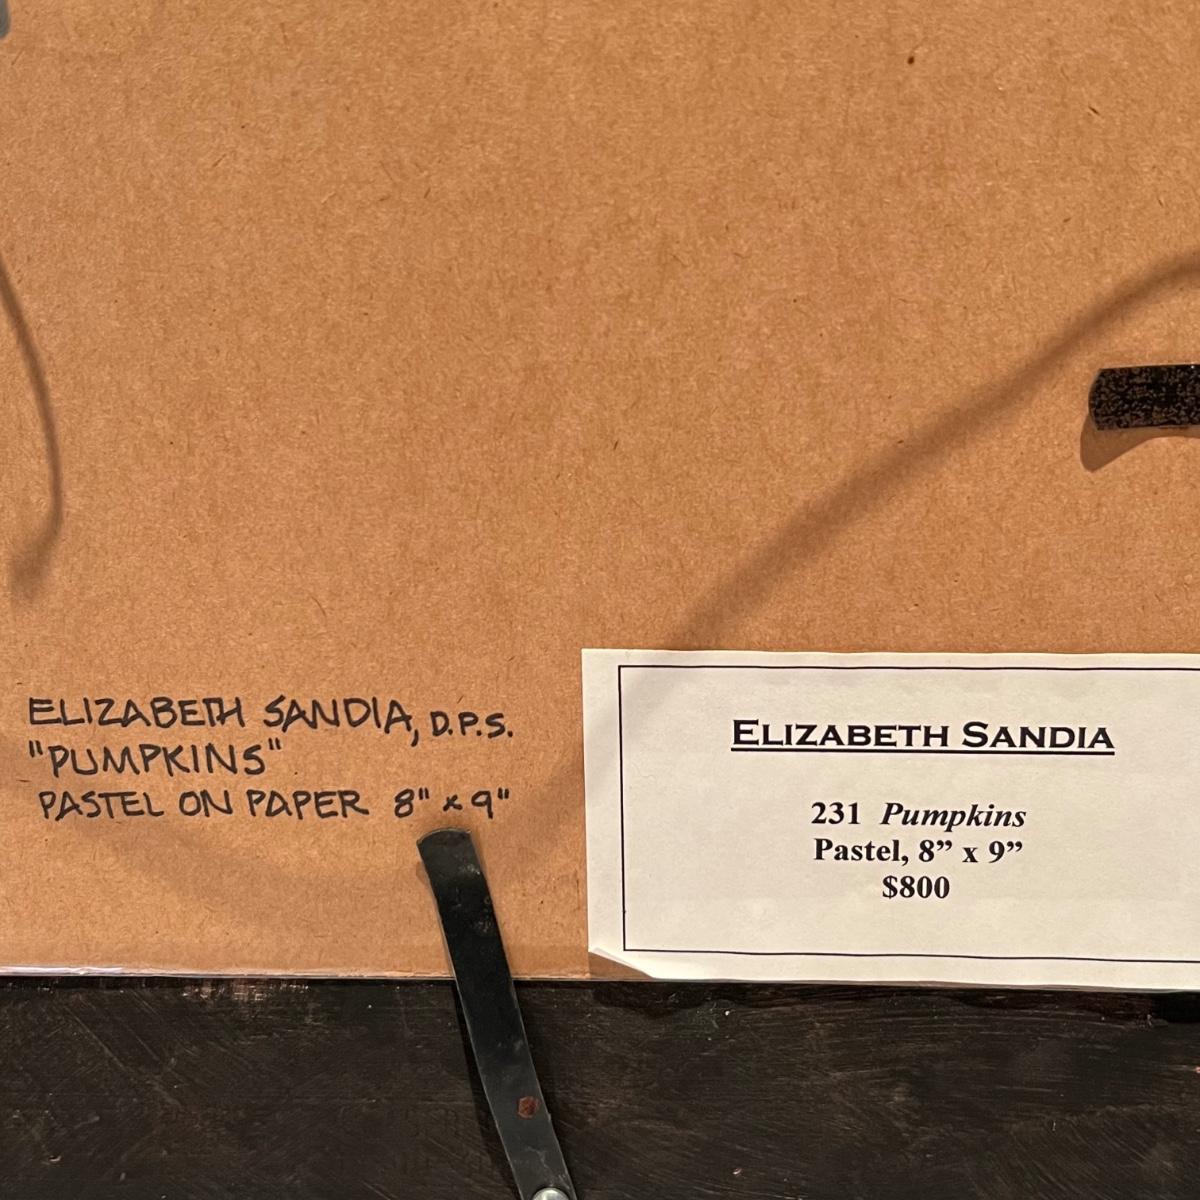 ELIZABETH SANDIA, D.P.S.
"PUMPKINS"
PASTEL ON PAPER 8" x 9"
ELIZABETH SANDIA
231 Pumpkins
Pastel, 8” x 9”
$800